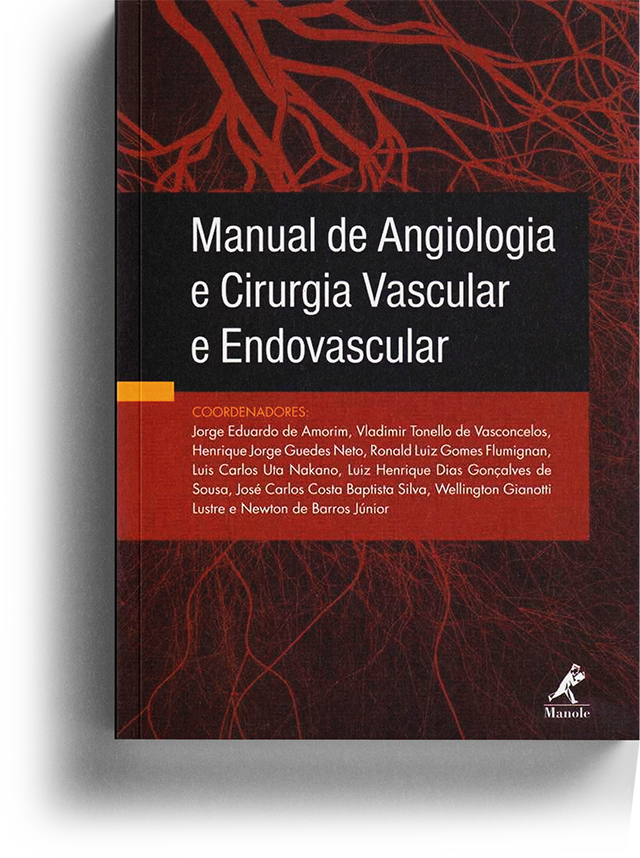 Manual de Angiologia
e Cirurgia Vascular
e Endovascular
COORDENADORES:
Jorge Eduardo de Amorim, Vladimir Tonello de Vasconcelos,
Henrique Jorge Guedes Neto, Ronald Luiz Gomes Flumignan,
Luis Carlos Uta Nakano, Luiz Henrique Dias Gonçalves de
Sousa, José Carlos Costa Baptista Silva, Wellington Gianotti
Lustre e Newton de Barros Júnior
Manole